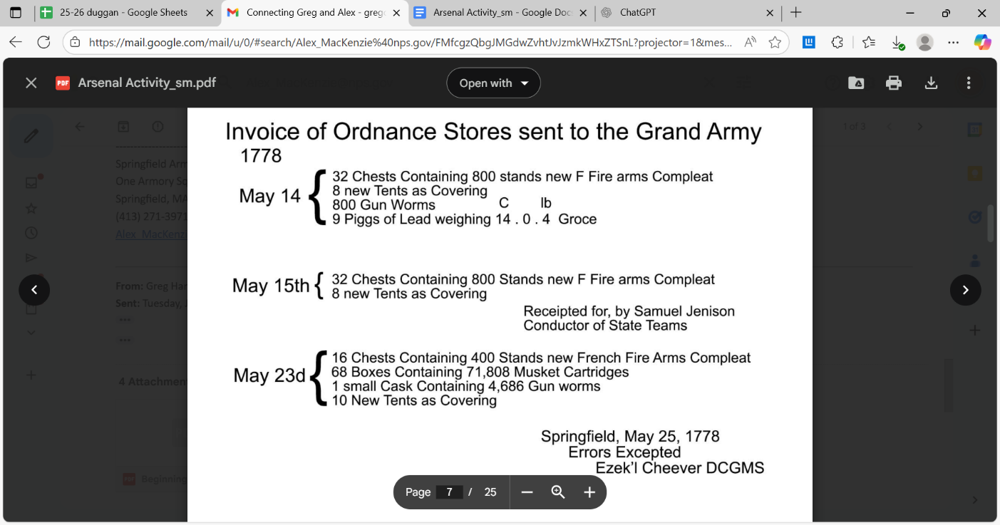 25-26 duggan - Google Sheets
Connecting Greg and Alex - greg
Arsenal Activity_sm - Google Doc
ChatGPT
https://mail.google.com/mail/u/0/#search/Alex_MacKenzie%40nps.gov/FMfcgzQbgJMGdwZvhtJvJzmkWHxZTSnL?projector=1&mes...
PDF Arsenal Activity_sm.pdf
Open with
1 of 3
Springfield Arm
One Armory Sq
Springfield, MA
(413) 271-3971
Alex_MacKenzi
From: Greg Har
Sent: Tuesday, J
4 Attachmen
PDF Beginning
Invoice of Ordnance Stores sent to the Grand Army
1778
May 14 { 32 Chests Containing 800 stands new F Fire arms Compleat
8 new Tents as Covering
800 Gun Worms C lb
9 Piggs of Lead weighing 14 . 0 . 4 Groce
May 15th { 32 Chests Containing 800 Stands new F Fire arms Compleat
8 new Tents as Covering
Receipted for, by Samuel Jenison
Conductor of State Teams
May 23d { 16 Chests Containing 400 Stands new French Fire Arms Compleat
68 Boxes Containing 71,808 Musket Cartridges
1 small Cask Containing 4,686 Gun worms
10 New Tents as Covering
Springfield, May 25, 1778
Errors Excepted
Ezek'l Cheever DCGMS
Page 7 / 25